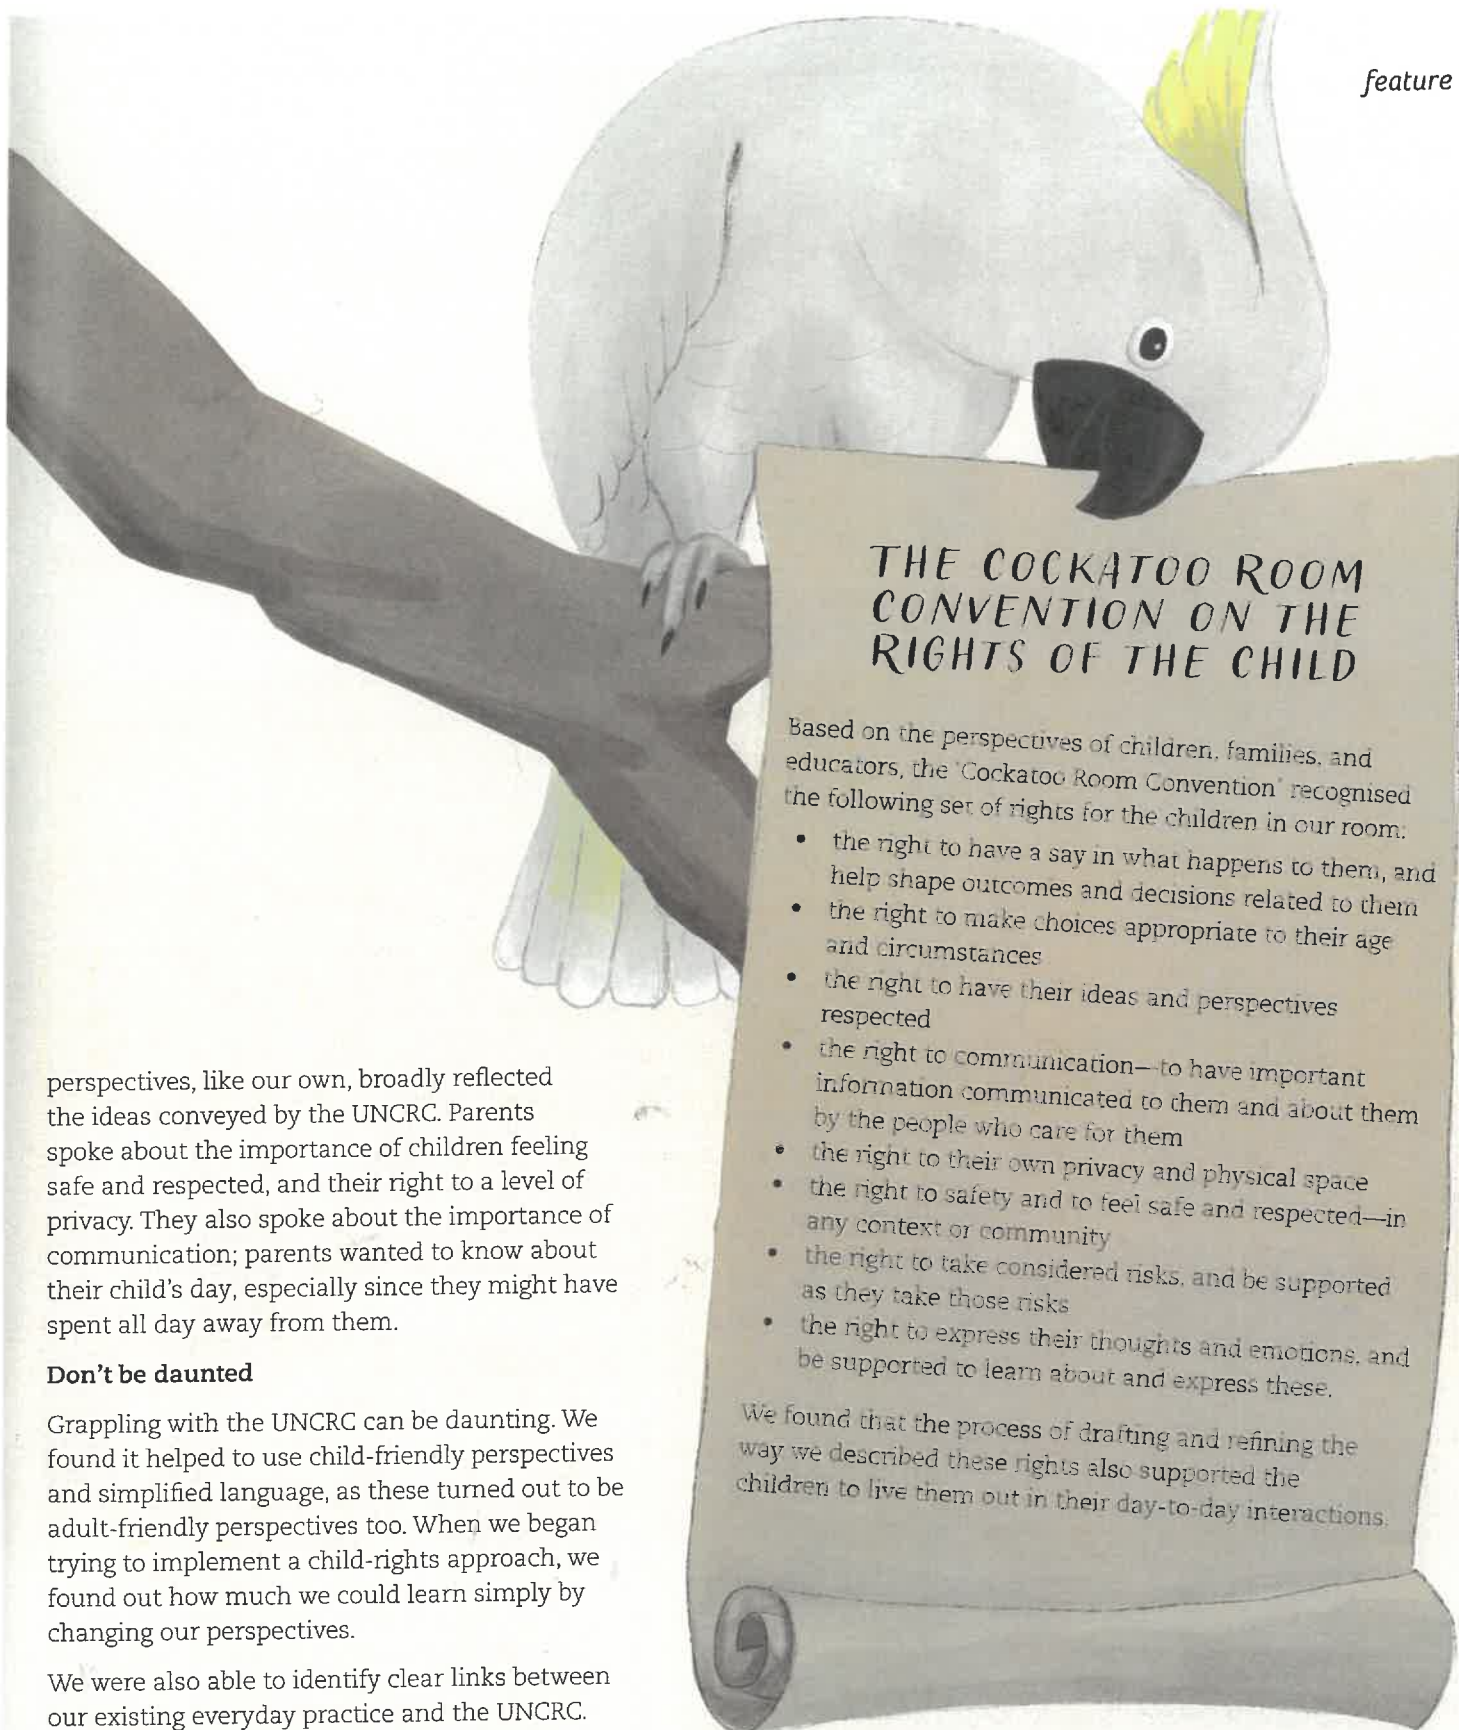 feature
THE COCKATOO ROOM
CONVENTION ON THE
RIGHTS OF THE CHILD
Based on the perspectives of children, families, and
educators, the 'Cockatoo Room Convention' recognised
the following set of rights for the children in our room:
• the right to have a say in what happens to them, and
help shape outcomes and decisions related to them
• the right to make choices appropriate to their age
and circumstances
• the right to have their ideas and perspectives
respected
• the right to communication—to have important
information communicated to them and about them
by the people who care for them
• the right to their own privacy and physical space
• the right to safety and to feel safe and respected—in
any context or community
• the right to take considered risks, and be supported
as they take those risks
• the right to express their thoughts and emotions, and
be supported to learn about and express these.
We found that the process of drafting and refining the
way we described these rights also supported the
children to live them out in their day-to-day interactions.
perspectives, like our own, broadly reflected
the ideas conveyed by the UNCRC. Parents
spoke about the importance of children feeling
safe and respected, and their right to a level of
privacy. They also spoke about the importance of
communication; parents wanted to know about
their child's day, especially since they might have
spent all day away from them.
Don't be daunted
Grappling with the UNCRC can be daunting. We
found it helped to use child-friendly perspectives
and simplified language, as these turned out to be
adult-friendly perspectives too. When we began
trying to implement a child-rights approach, we
found out how much we could learn simply by
changing our perspectives.
We were also able to identify clear links between
our existing everyday practice and the UNCRC.